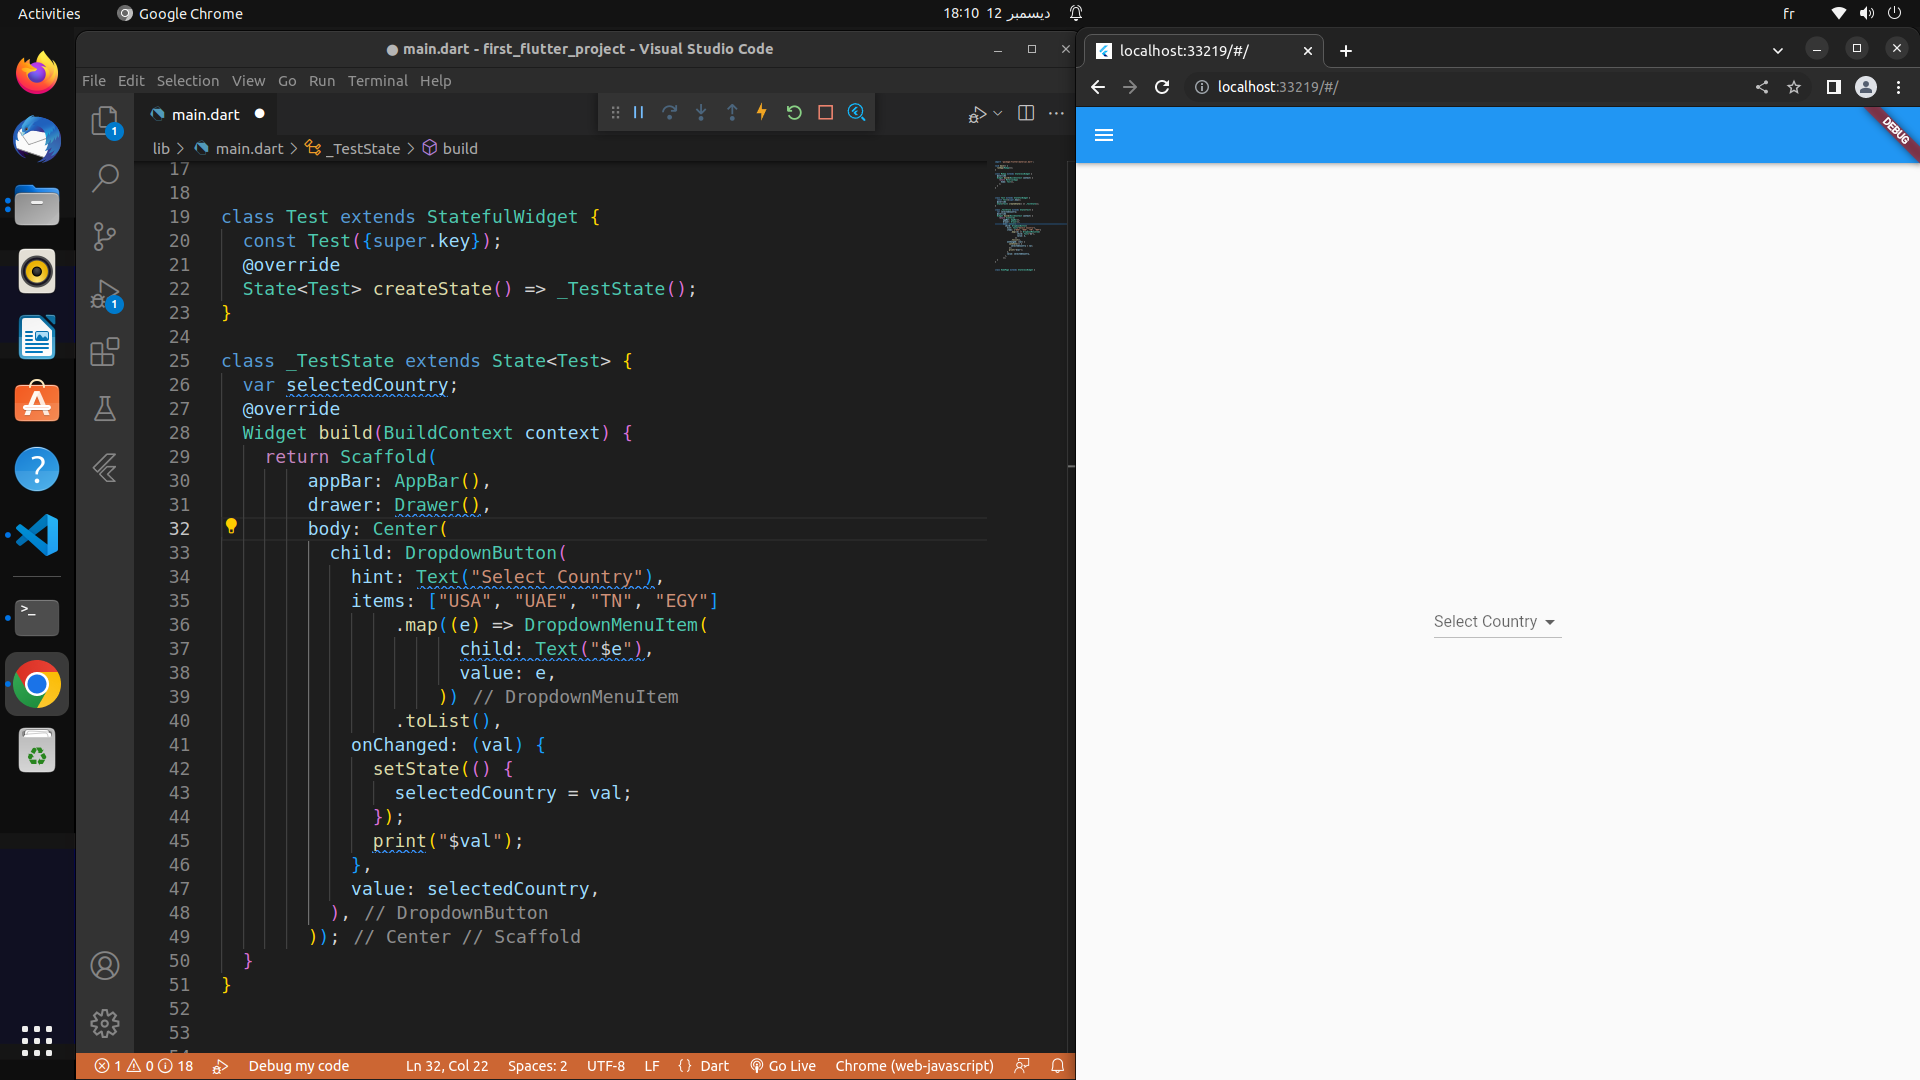 Activities
Google Chrome
18:10 12 ديسمبر
fr
● main.dart - first_flutter_project - Visual Studio Code
File Edit Selection View Go Run Terminal Help
main.dart
lib > main.dart > _TestState > build
17
18
19 class Test extends StatefulWidget {
20 const Test({super.key});
21 @override
22 State<Test> createState() => _TestState();
23 }
24
25 class _TestState extends State<Test> {
26 var selectedCountry;
27 @override
28 Widget build(BuildContext context) {
29 return Scaffold(
30 appBar: AppBar(),
31 drawer: Drawer(),
32 body: Center(
33 child: DropdownButton(
34 hint: Text("Select Country"),
35 items: ["USA", "UAE", "TN", "EGY"]
36 .map((e) => DropdownMenuItem(
37 child: Text("$e"),
38 value: e,
39 )) // DropdownMenuItem
40 .toList(),
41 onChanged: (val) {
42 setState(() {
43 selectedCountry = val;
44 });
45 print("$val");
46 },
47 value: selectedCountry,
48 ), // DropdownButton
49 )); // Center // Scaffold
50 }
51 }
52
53
1
1
1 0 18 Debug my code Ln 32, Col 22 Spaces: 2 UTF-8 LF {} Dart Go Live Chrome (web-javascript)
localhost:33219/#/
localhost:33219/#/
DEBUG
Select Country